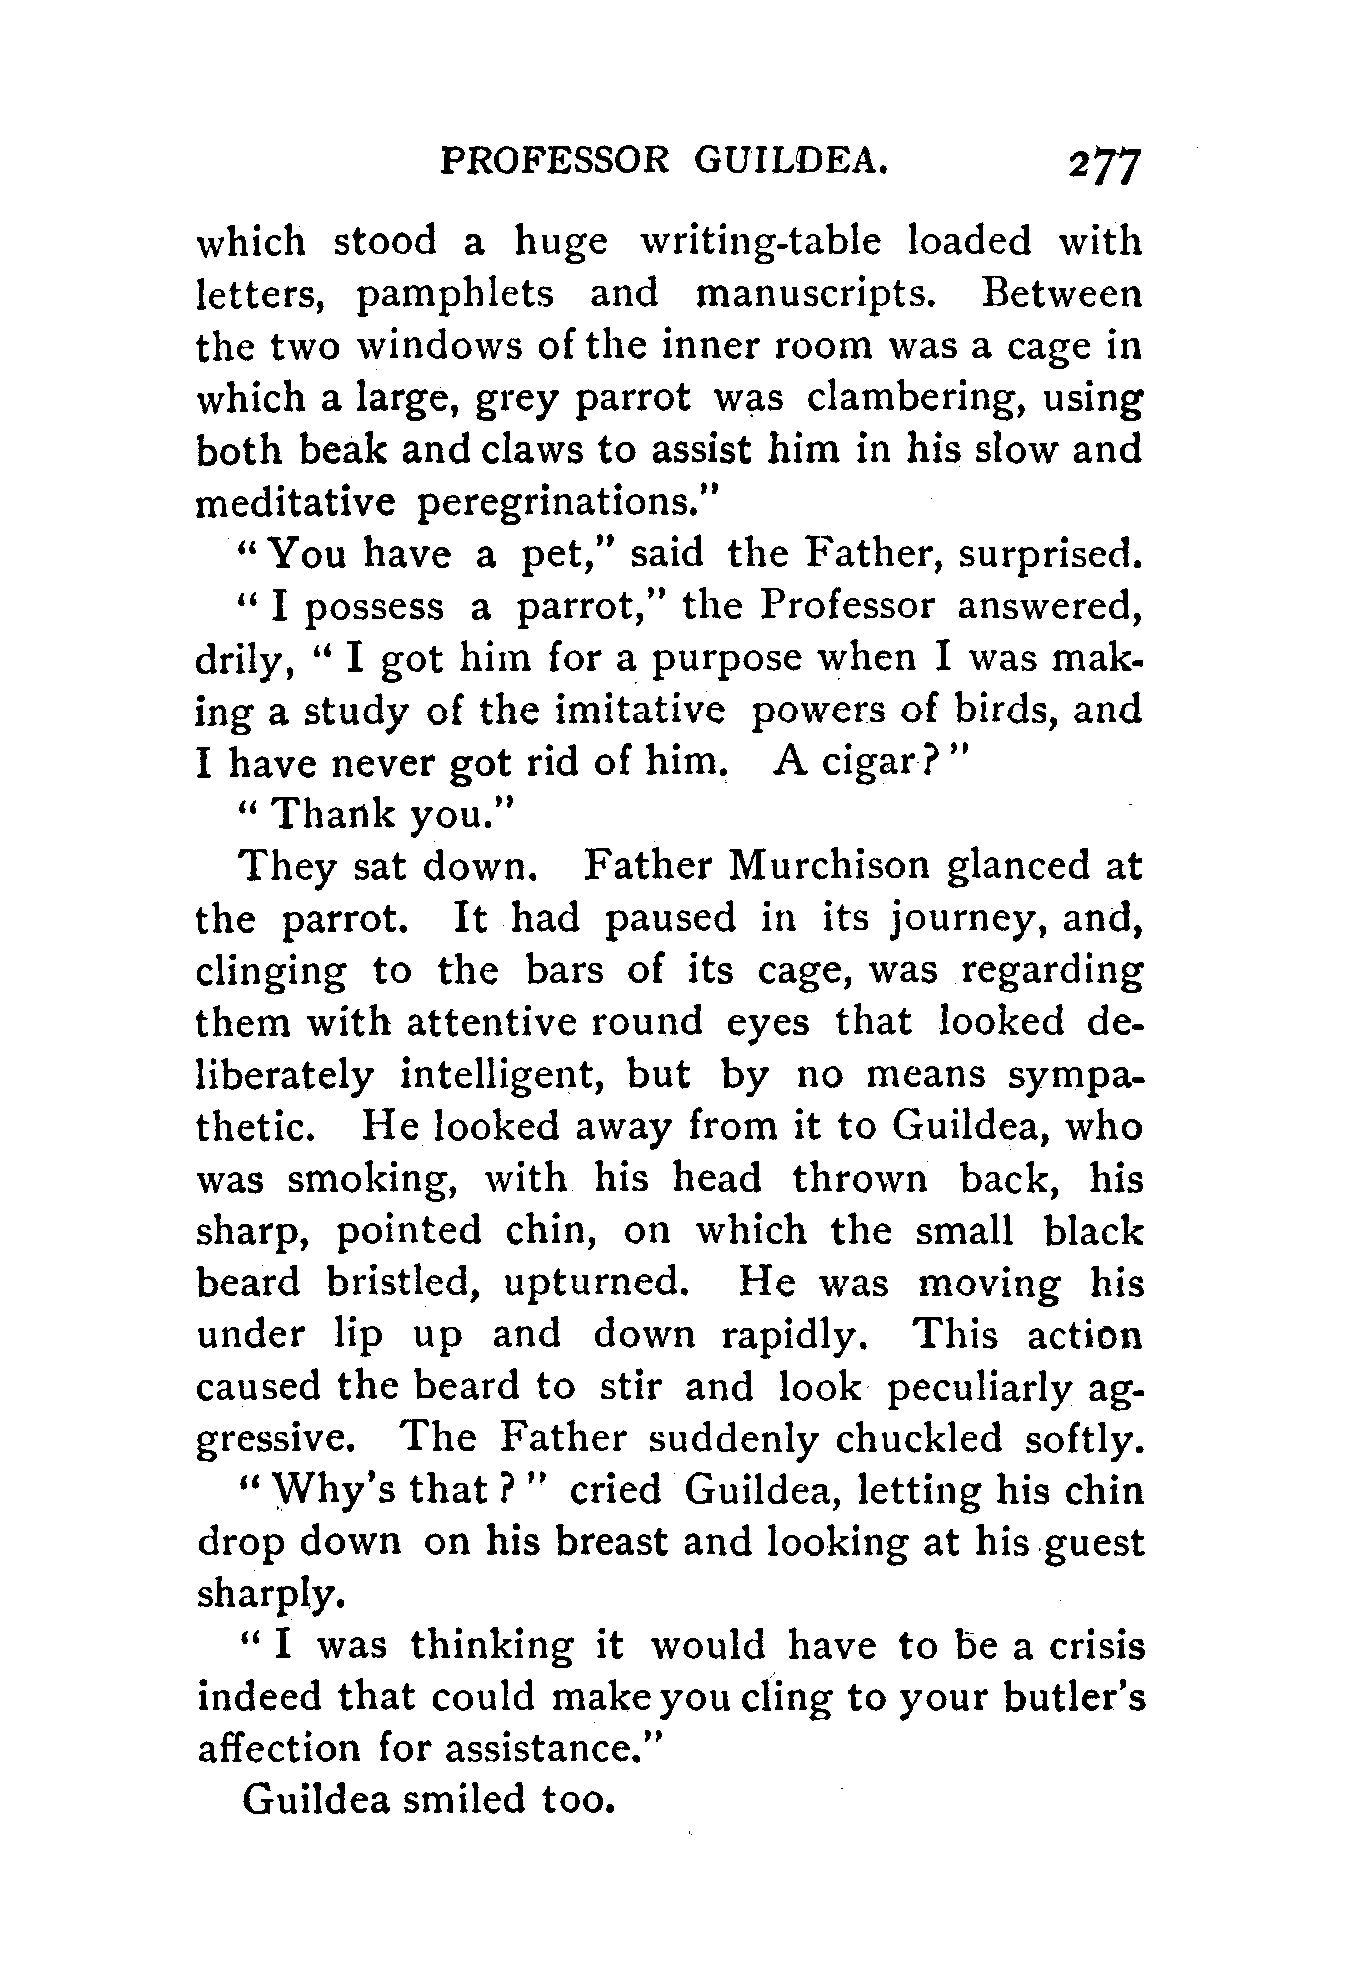 PROFESSOR GUILDEA. 277
which stood a huge writing-table loaded with
letters, pamphlets and manuscripts. Between
the two windows of the inner room was a cage in
which a large, grey parrot was clambering, using
both beak and claws to assist him in his slow and
meditative peregrinations."
" You have a pet," said the Father, surprised.
" I possess a parrot," the Professor answered,
drily, " I got him for a purpose when I was mak-
ing a study of the imitative powers of birds, and
I have never got rid of him. A cigar? "
" Thank you."
They sat down. Father Murchison glanced at
the parrot. It had paused in its journey, and,
clinging to the bars of its cage, was regarding
them with attentive round eyes that looked de-
liberately intelligent, but by no means sympa-
thetic. He looked away from it to Guildea, who
was smoking, with his head thrown back, his
sharp, pointed chin, on which the small black
beard bristled, upturned. He was moving his
under lip up and down rapidly. This action
caused the beard to stir and look peculiarly ag-
gressive. The Father suddenly chuckled softly.
" Why's that ? " cried Guildea, letting his chin
drop down on his breast and looking at his guest
sharply.
" I was thinking it would have to be a crisis
indeed that could make you cling to your butler's
affection for assistance."
Guildea smiled too.